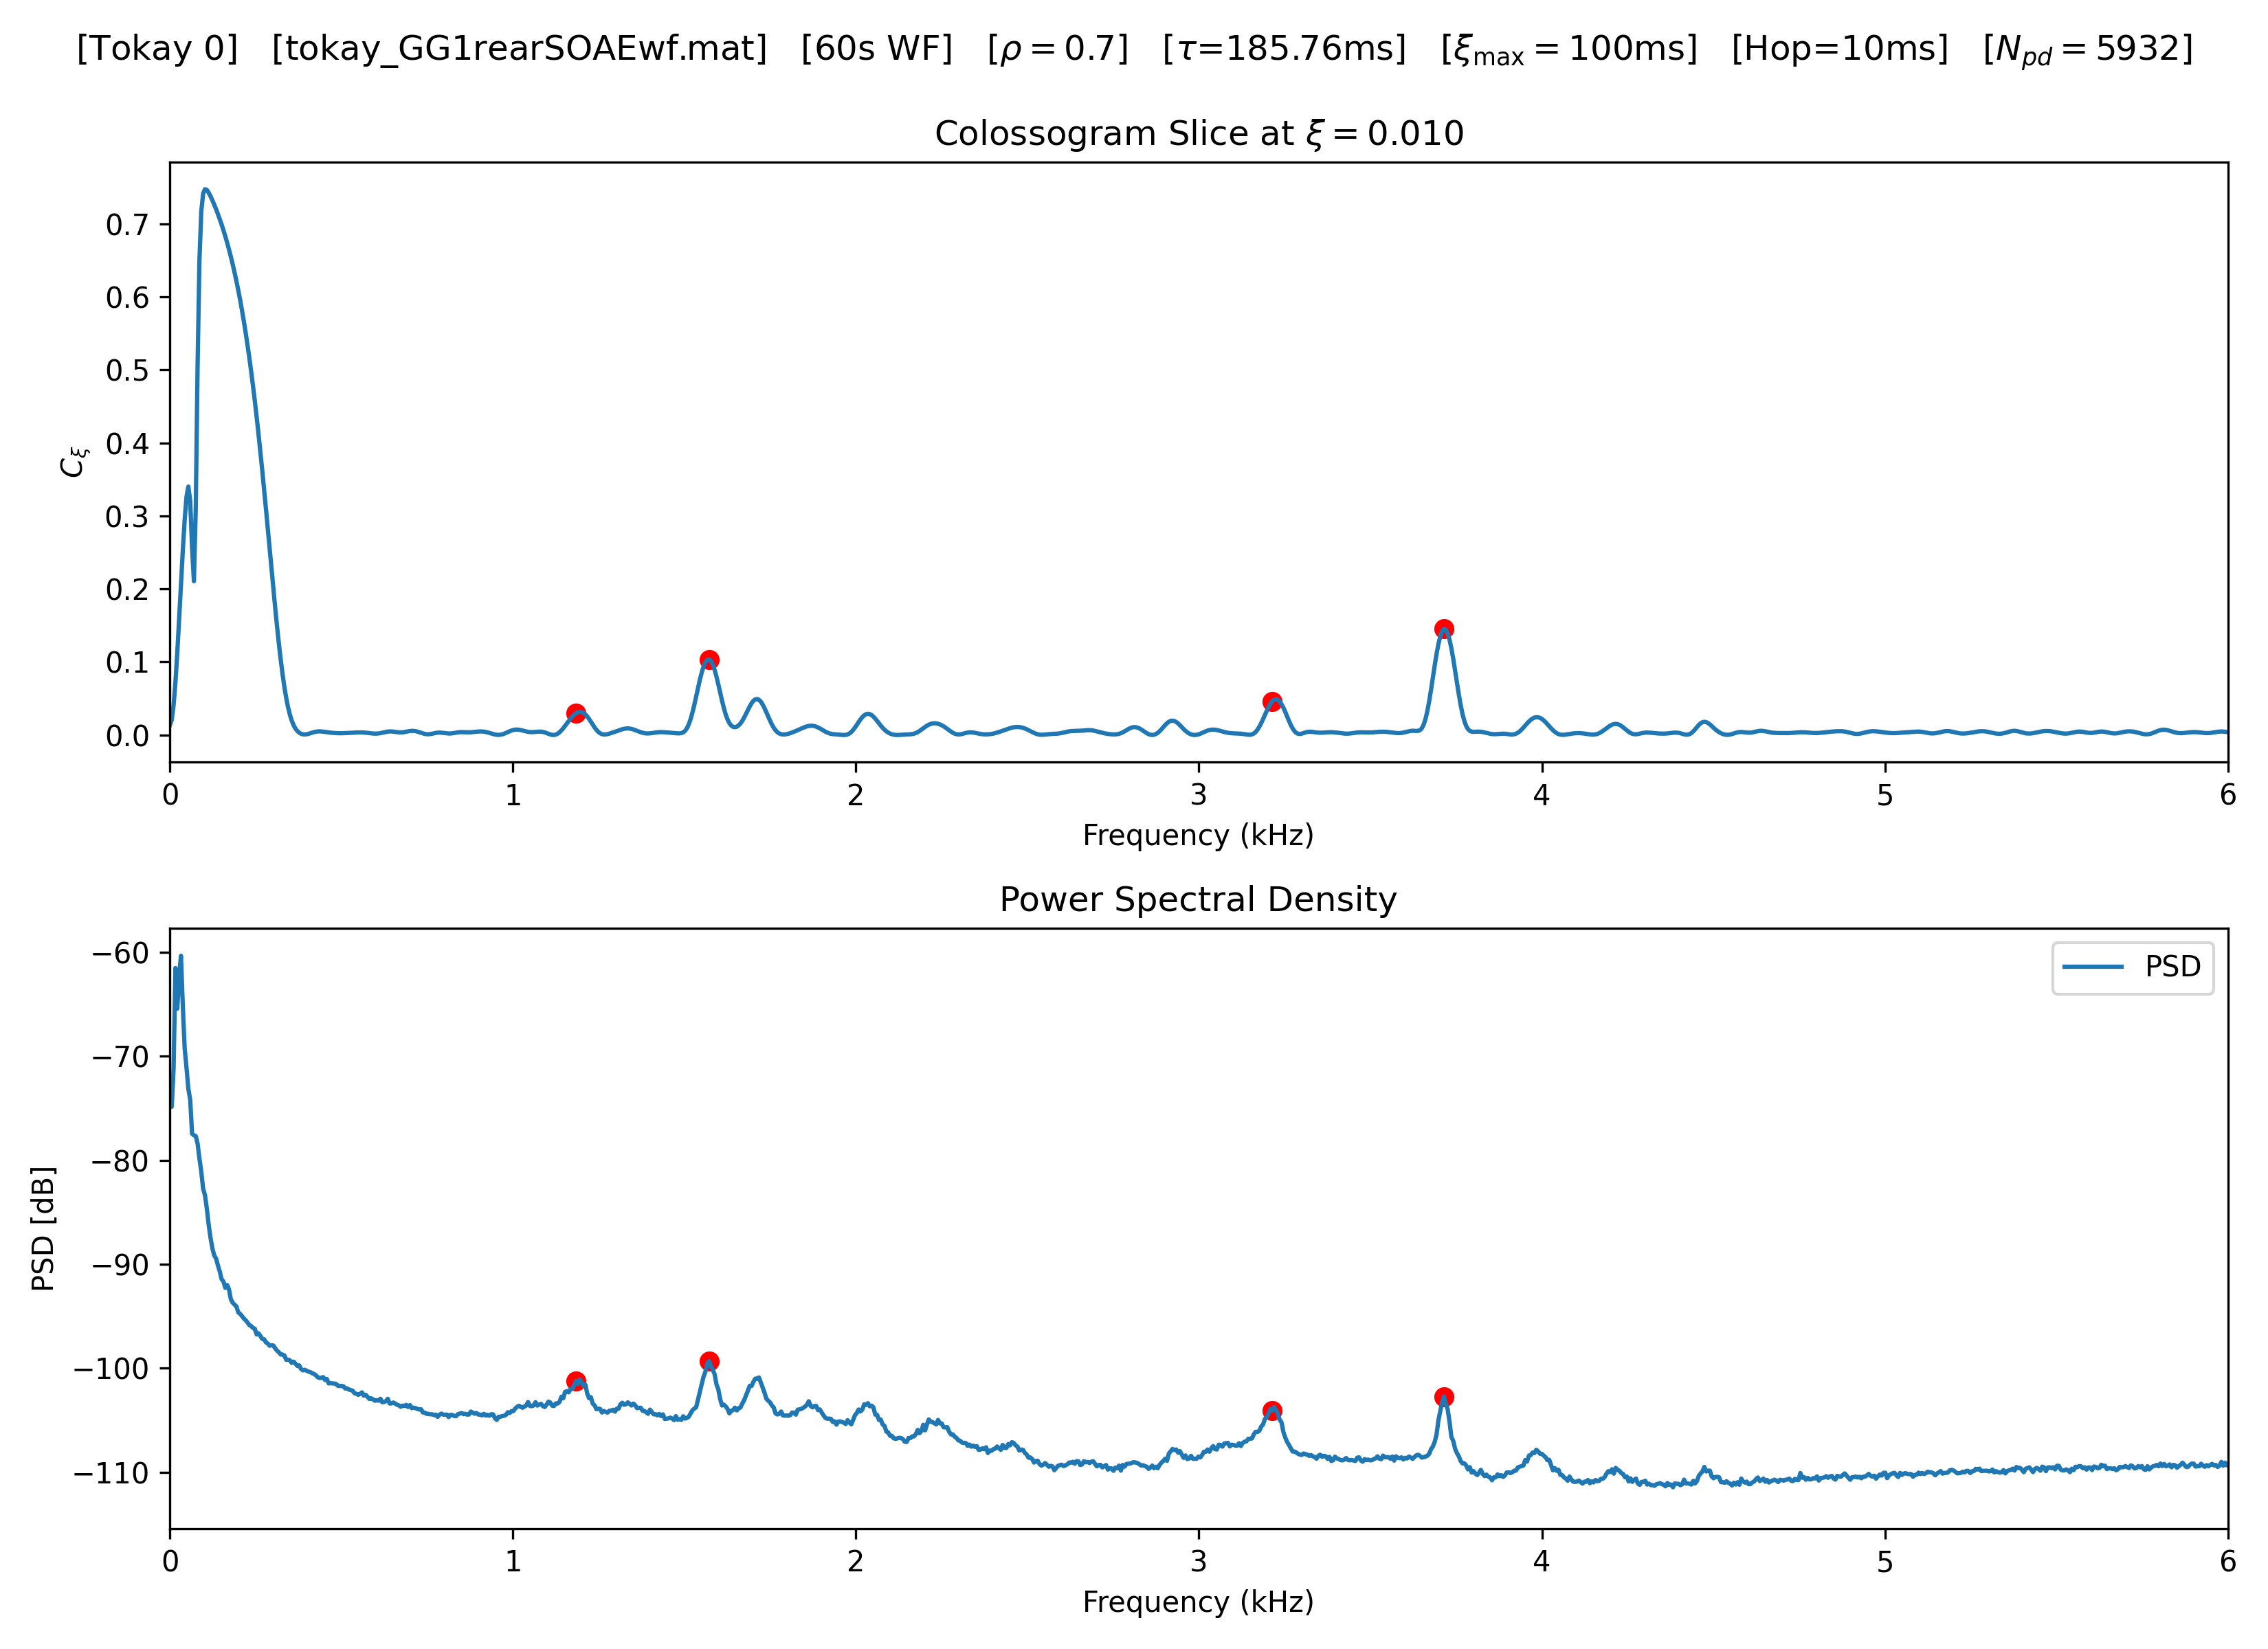 [Tokay 0] [tokay_GG1rearSOAEwf.mat] [60s WF] [ρ = 0.7] [τ=185.76ms] [ξmax = 100ms] [Hop=10ms] [Npd = 5932]
Colossogram Slice at ξ = 0.010
Cξ
0.7
0.6
0.5
0.4
0.3
0.2
0.1
0.0
0 1 2 3 4 5 6
Frequency (kHz)
Power Spectral Density
PSD
PSD [dB]
−60
−70
−80
−90
−100
−110
0 1 2 3 4 5 6
Frequency (kHz)